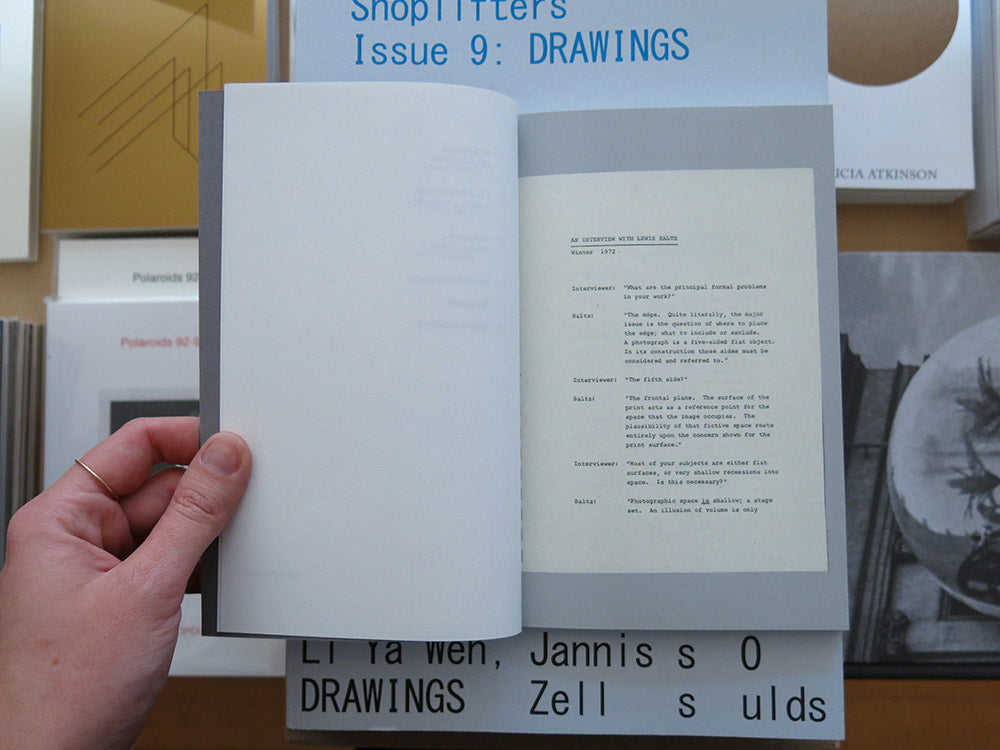 Shoplifters
Issue 9: DRAWINGS
ICIA ATKINSON
Polaroids 92
Polaroids 92-9
AN INTERVIEW WITH LEWIS BALTZ
Winter 1972
Interviewer: "What are the principal formal problems
in your work?"
Baltz: "The edge. Quite literally, the major
issue is the question of where to place
the edge; what to include or exclude.
A photograph is a five-sided flat object.
In its construction those sides must be
considered and referred to."
Interviewer: "The fifth side?"
Baltz: "The frontal plane. The surface of the
print acts as a reference point for the
space that the image occupies. The
plausibility of that fictive space rests
entirely upon the concern shown for the
print surface."
Interviewer: "Most of your subjects are either flat
surfaces, or very shallow recessions into
space. Is this necessary?"
Baltz: "Photographic space is shallow; a stage
set. An illusion of volume is only
Li Ya Wen, Jannis s O
DRAWINGS Zell s ulds